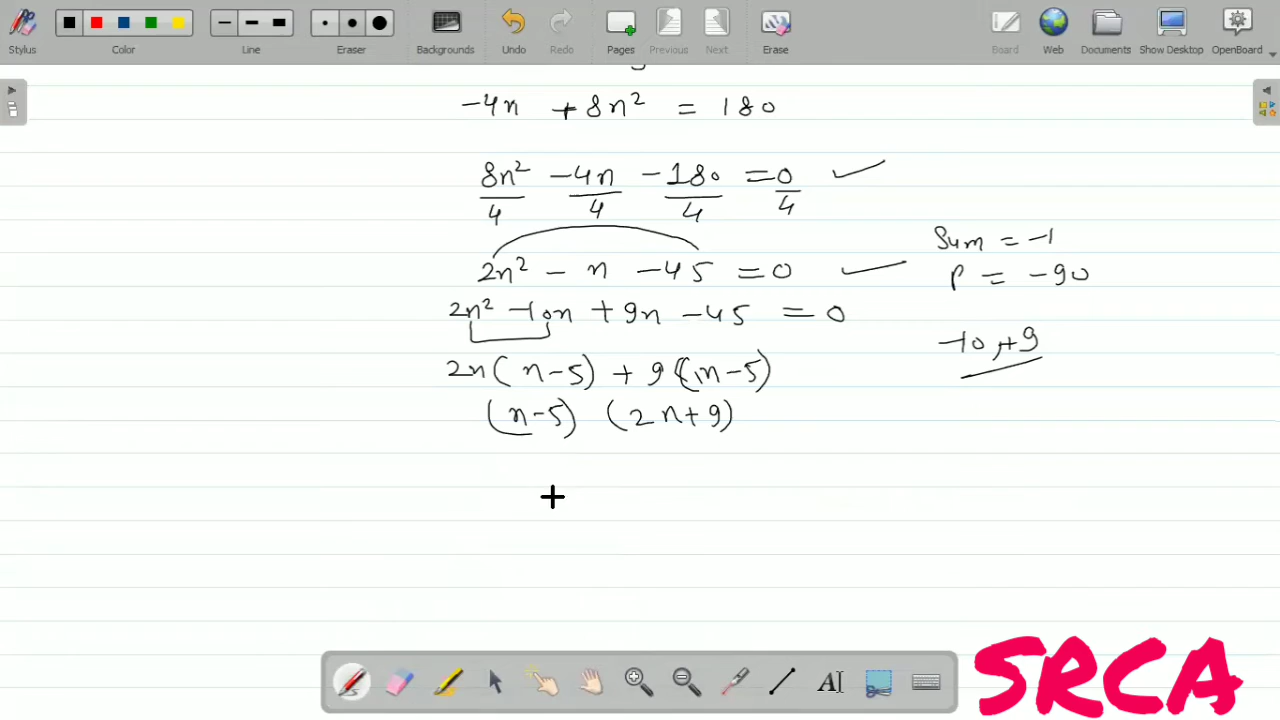 Stylus Color Line Eraser Backgrounds Undo Redo Pages Previous Next Erase Board Web Documents Show Desktop OpenBoard
-4n + 8n² = 180
8n²/4 - 4n/4 - 180/4 = 0/4 ✓
2n² - n - 45 = 0 ✓
Sum = -1
P = -90
2n² - 10n + 9n - 45 = 0
-10, +9
2n(n-5) + 9(n-5)
(n-5) (2n+9)
SRCA